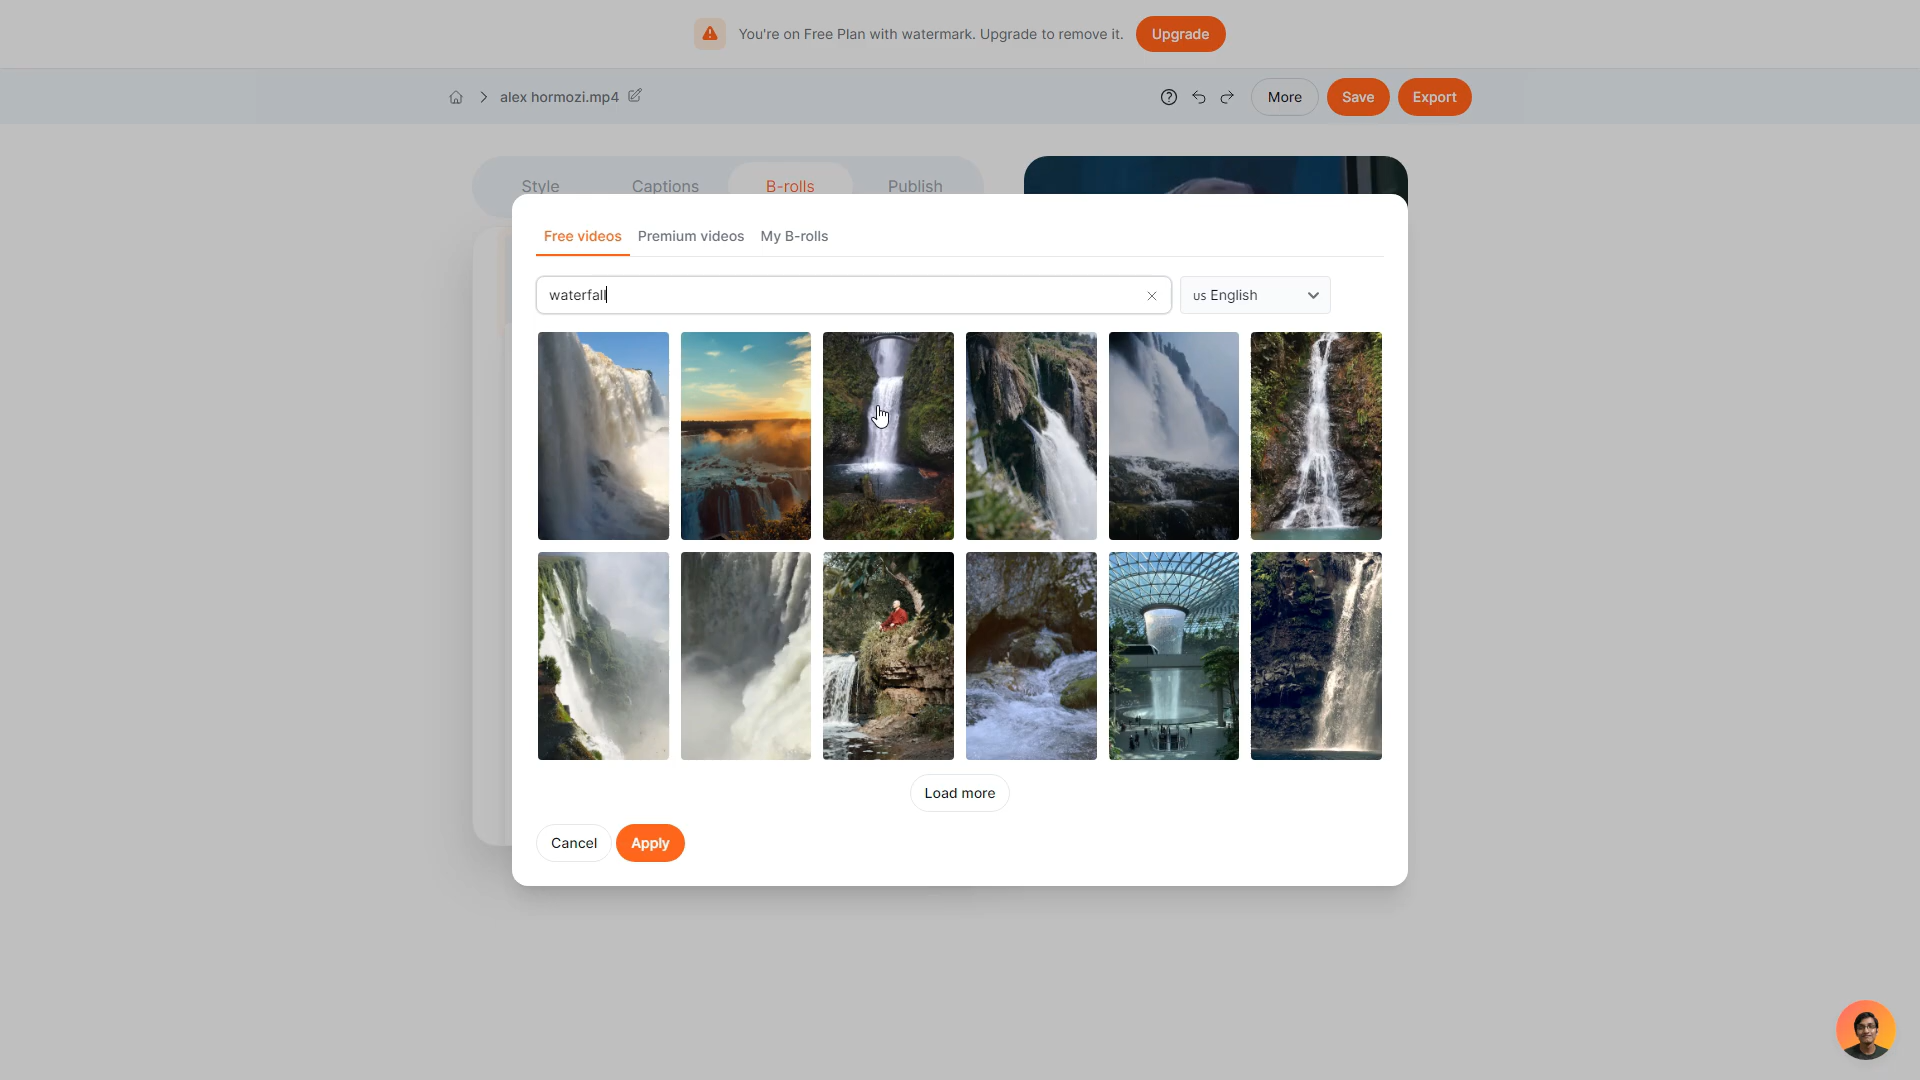 You're on Free Plan with watermark. Upgrade to remove it. Upgrade
alex hormozi.mp4 More Save Export
Style Captions B-rolls Publish
Free videos Premium videos My B-rolls
waterfall US English
Load more
Cancel Apply